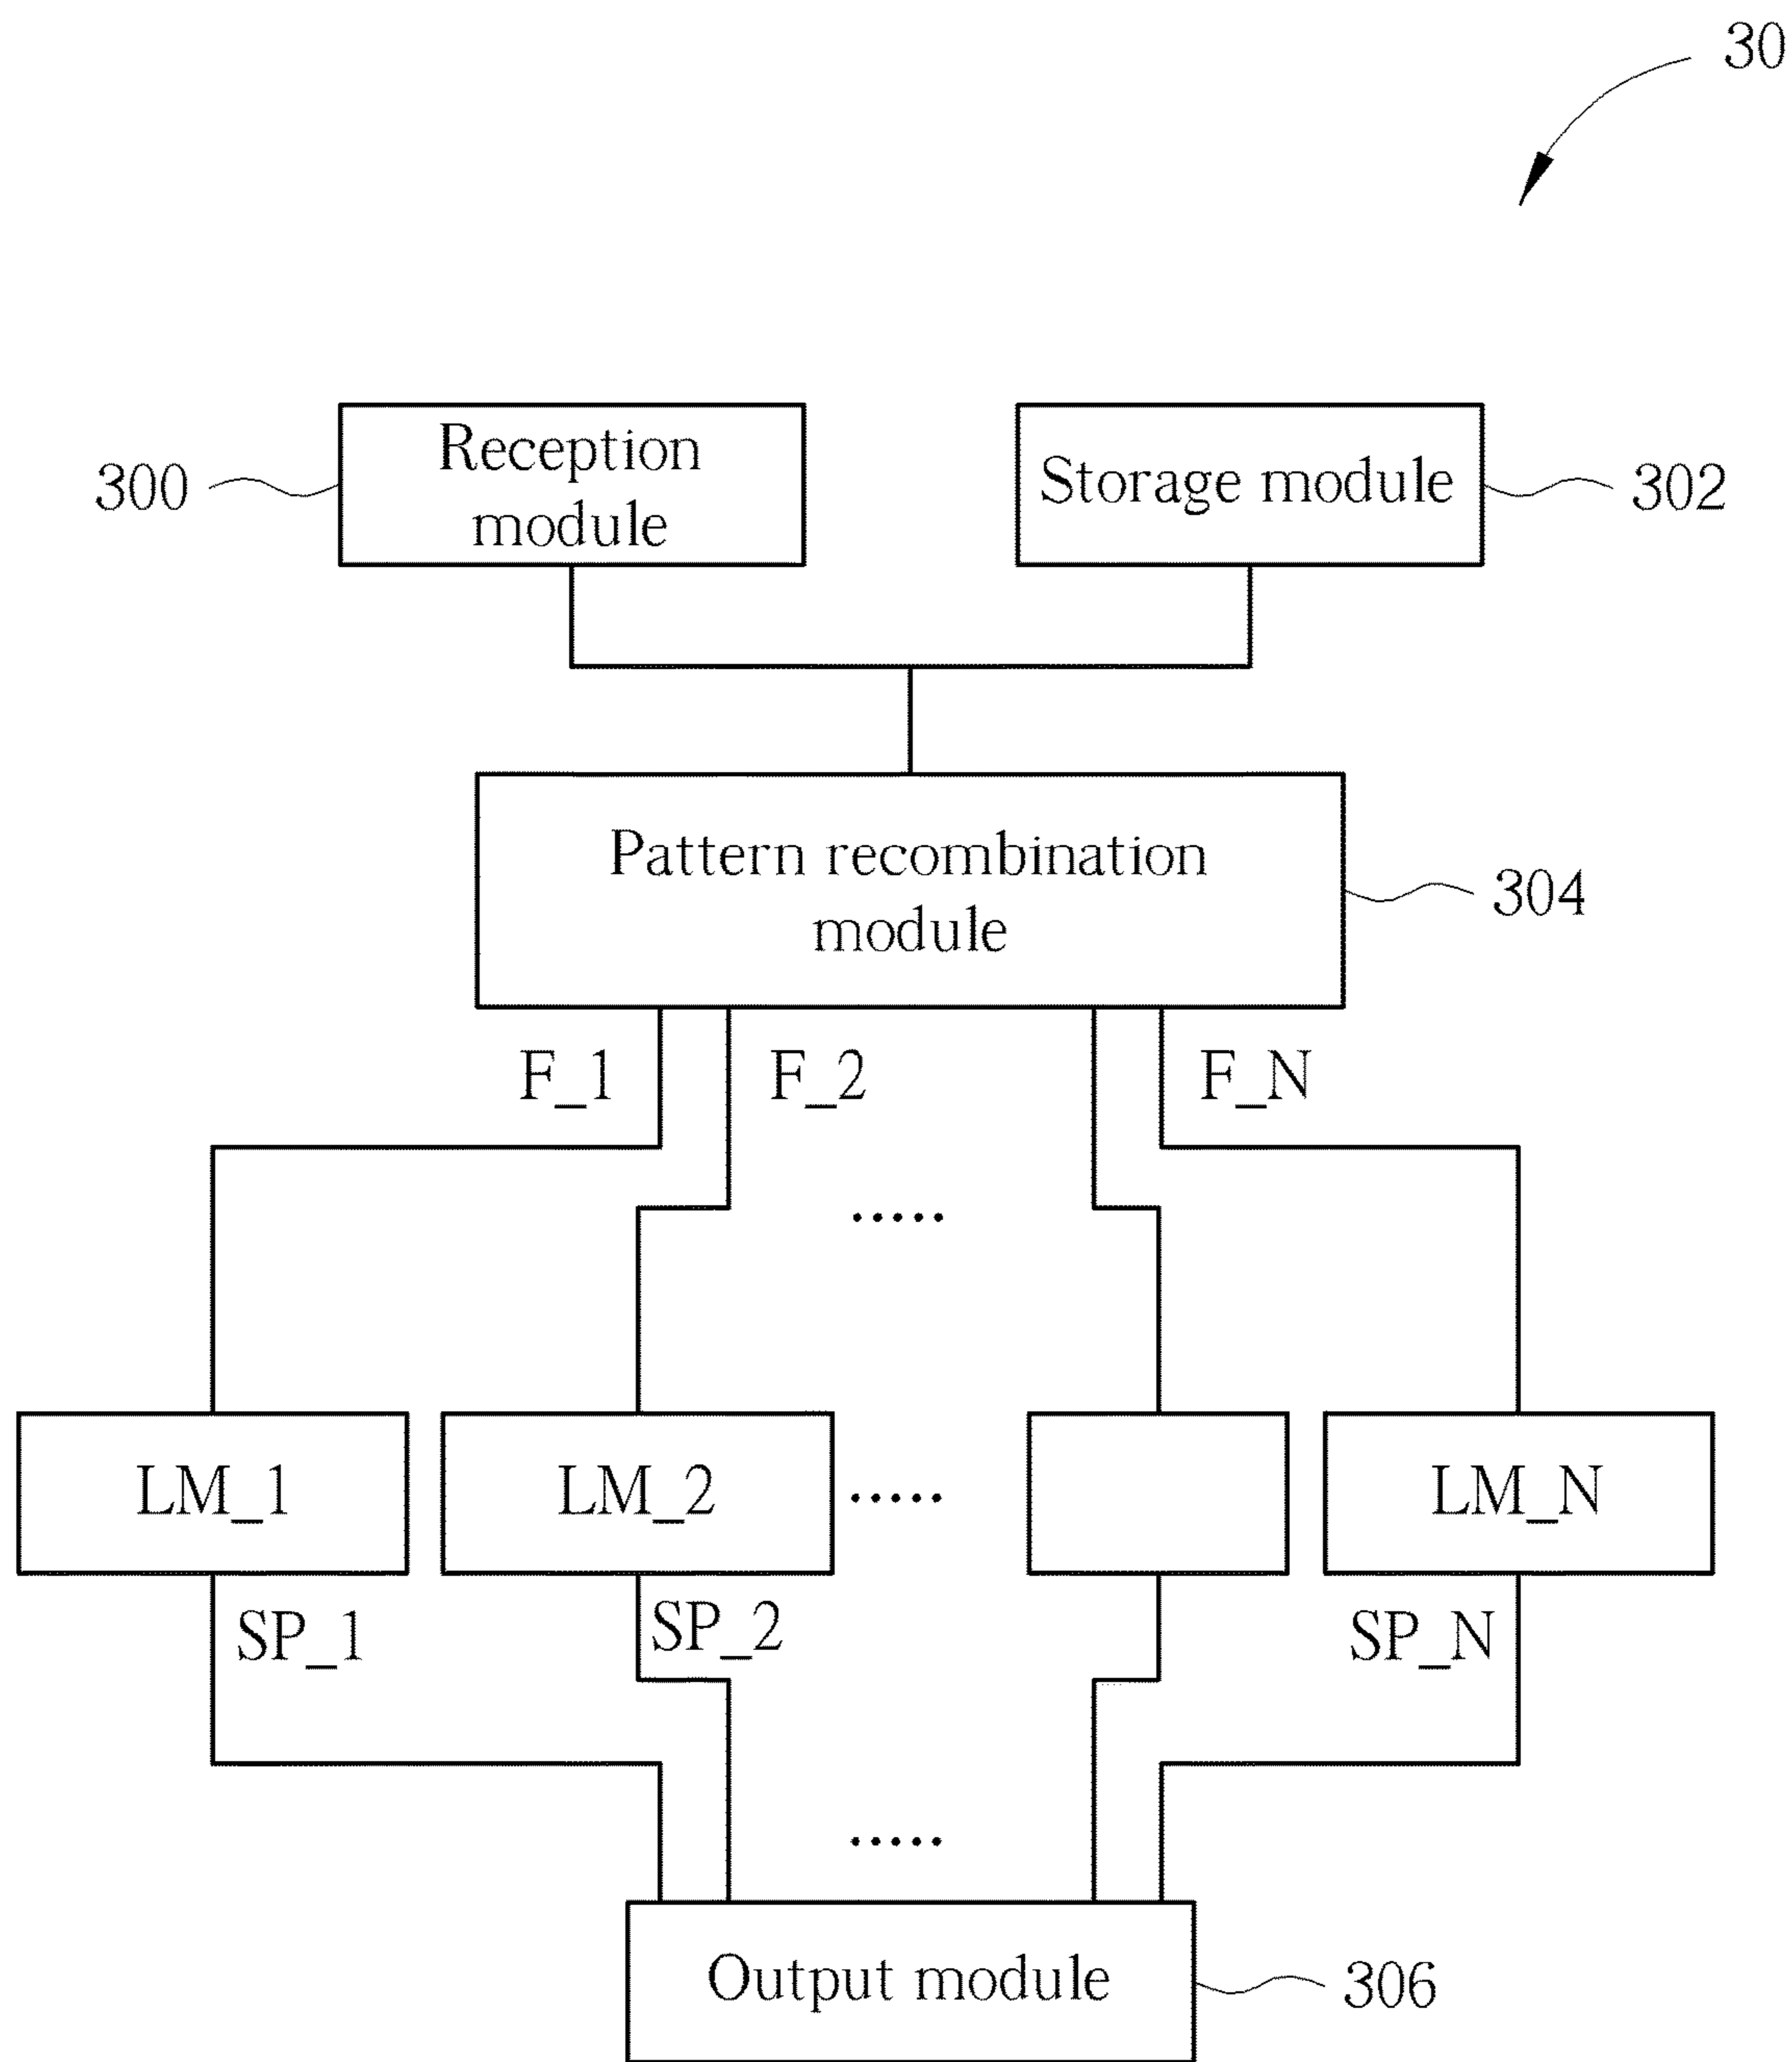 30
Reception
module
300
Storage module
302
Pattern recombination
module
304
F_1
F_2
F_N
.....
LM_1
LM_2
.....
LM_N
SP_1
SP_2
SP_N
.....
Output module
306